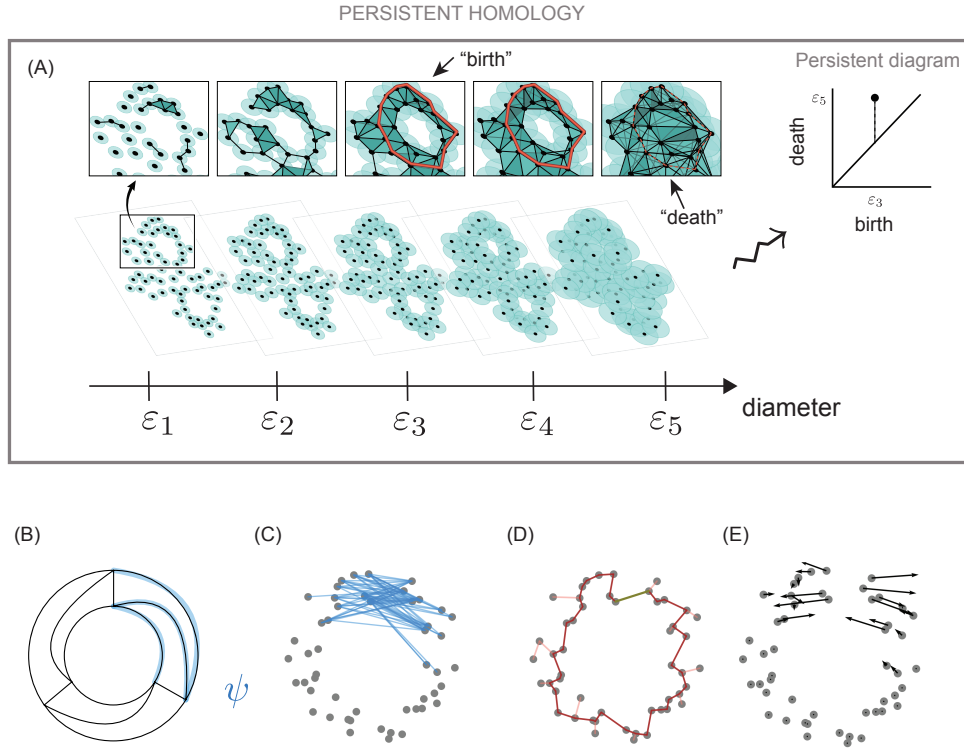 PERSISTENT HOMOLOGY
(A)
“birth”
“death”
Persistent diagram
ε5
death
ε3
birth
ε1
ε2
ε3
ε4
ε5
diameter
(B)
(C)
(D)
(E)
ψ